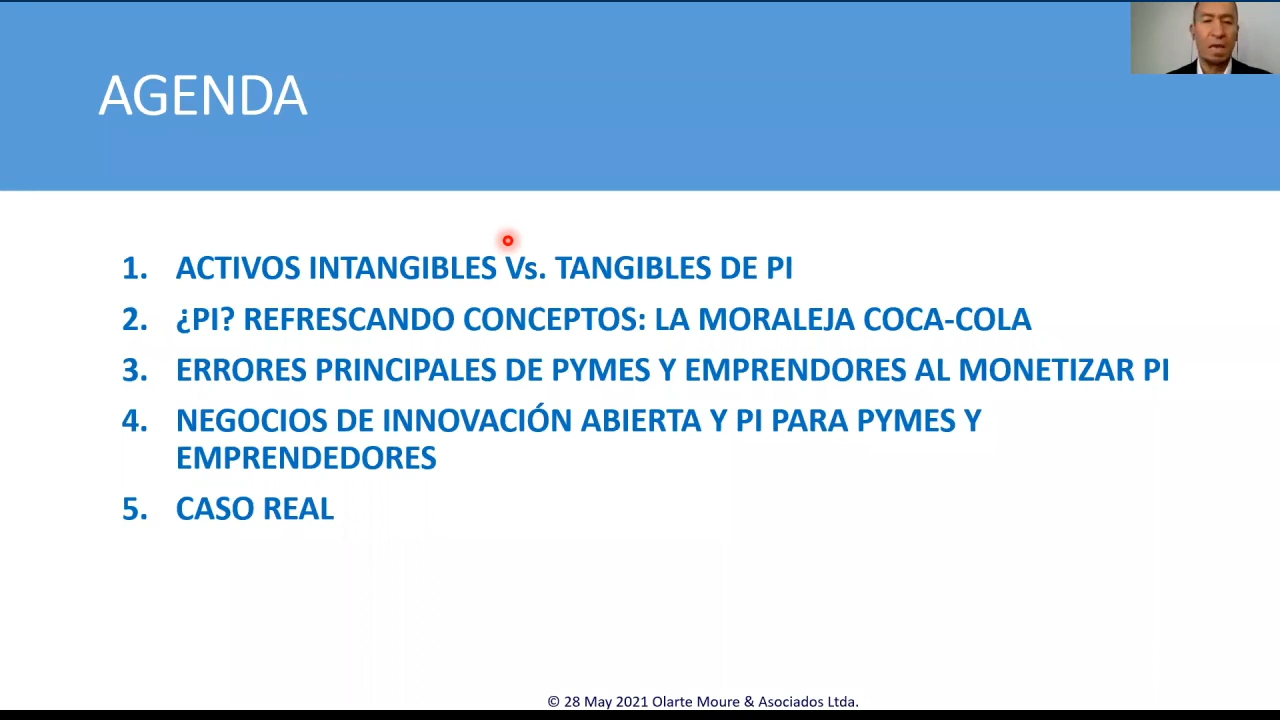 AGENDA
1. ACTIVOS INTANGIBLES Vs. TANGIBLES DE PI
2. ¿PI? REFRESCANDO CONCEPTOS: LA MORALEJA COCA-COLA
3. ERRORES PRINCIPALES DE PYMES Y EMPRENDORES AL MONETIZAR PI
4. NEGOCIOS DE INNOVACIÓN ABIERTA Y PI PARA PYMES Y
EMPRENDEDORES
5. CASO REAL
© 28 May 2021 Olarte Moure & Asociados Ltda.